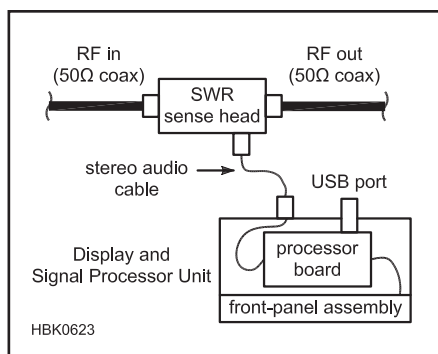 RF in
(50Ω coax)
RF out
(50Ω coax)
SWR
sense head
stereo audio
cable
USB port
Display and
Signal Processor Unit
processor
board
front-panel assembly
HBK0623